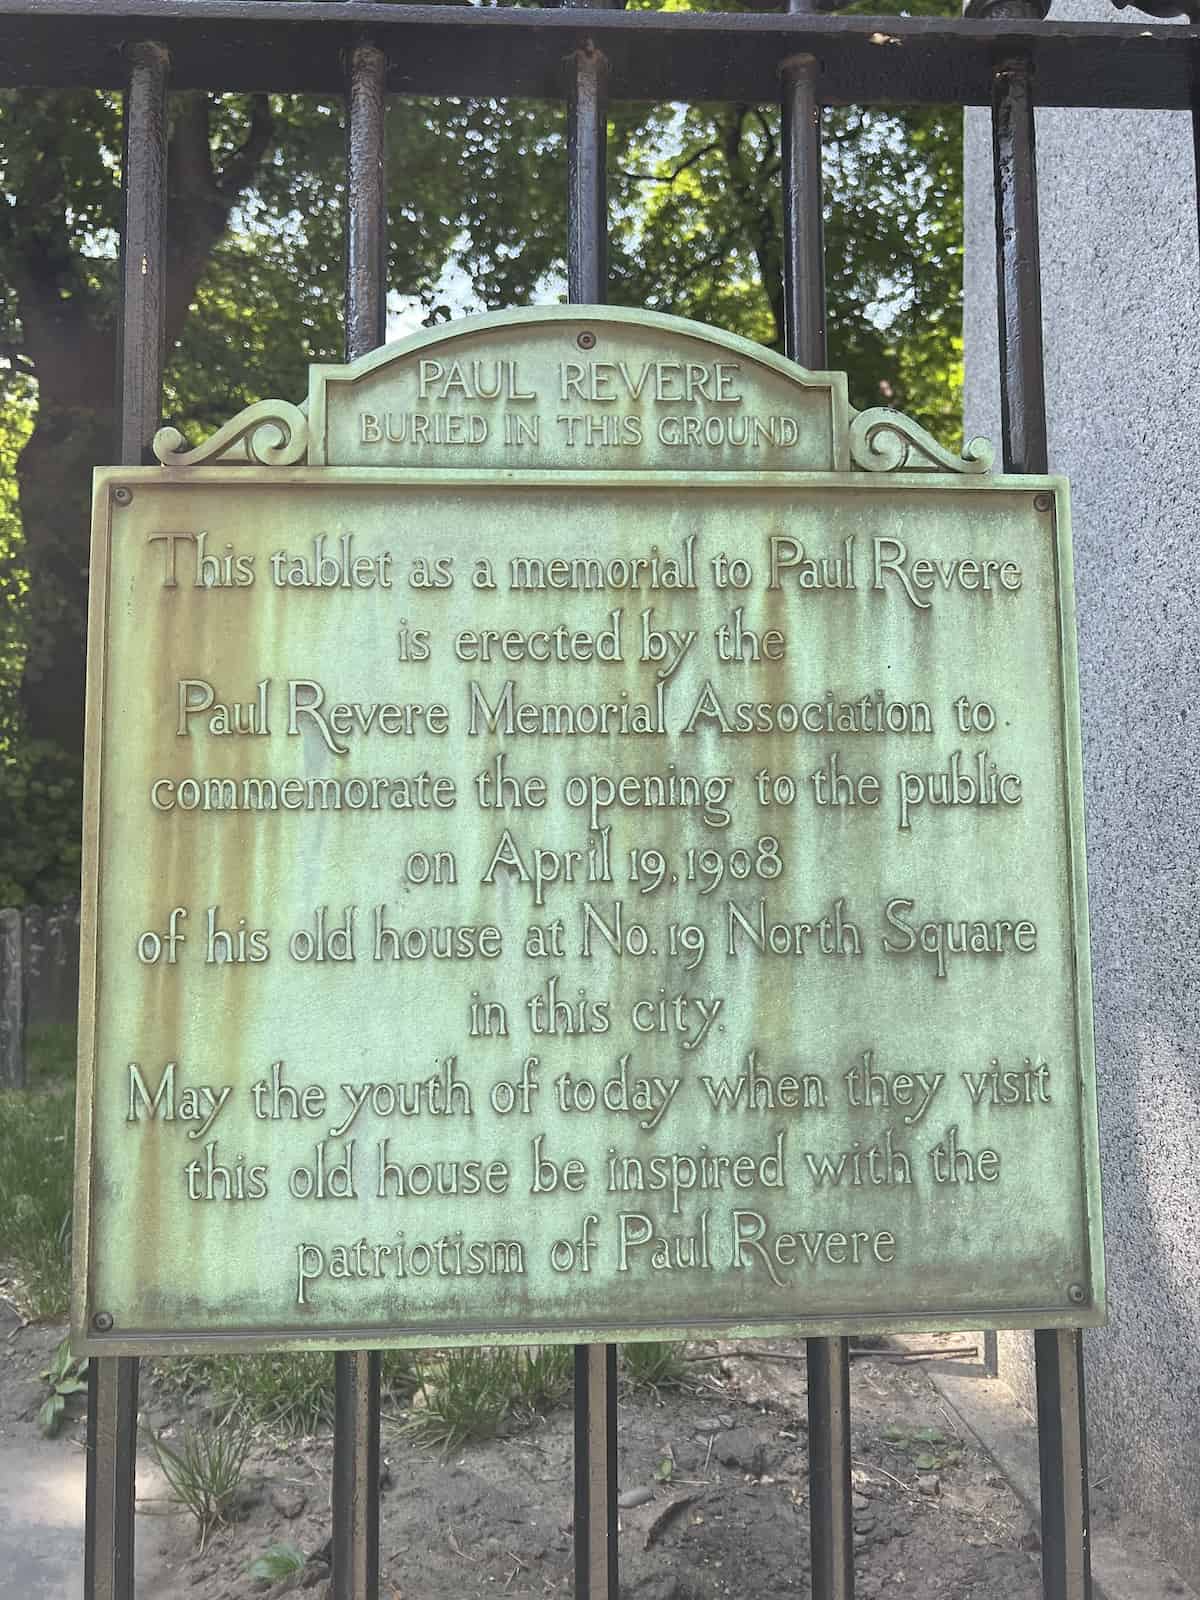 PAUL REVERE
BURIED IN THIS GROUND
This tablet as a memorial to Paul Revere
is erected by the
Paul Revere Memorial Association to
commemorate the opening to the public
on April 19, 1908
of his old house at No. 19 North Square
in this city.
May the youth of today when they visit
this old house be inspired with the
patriotism of Paul Revere